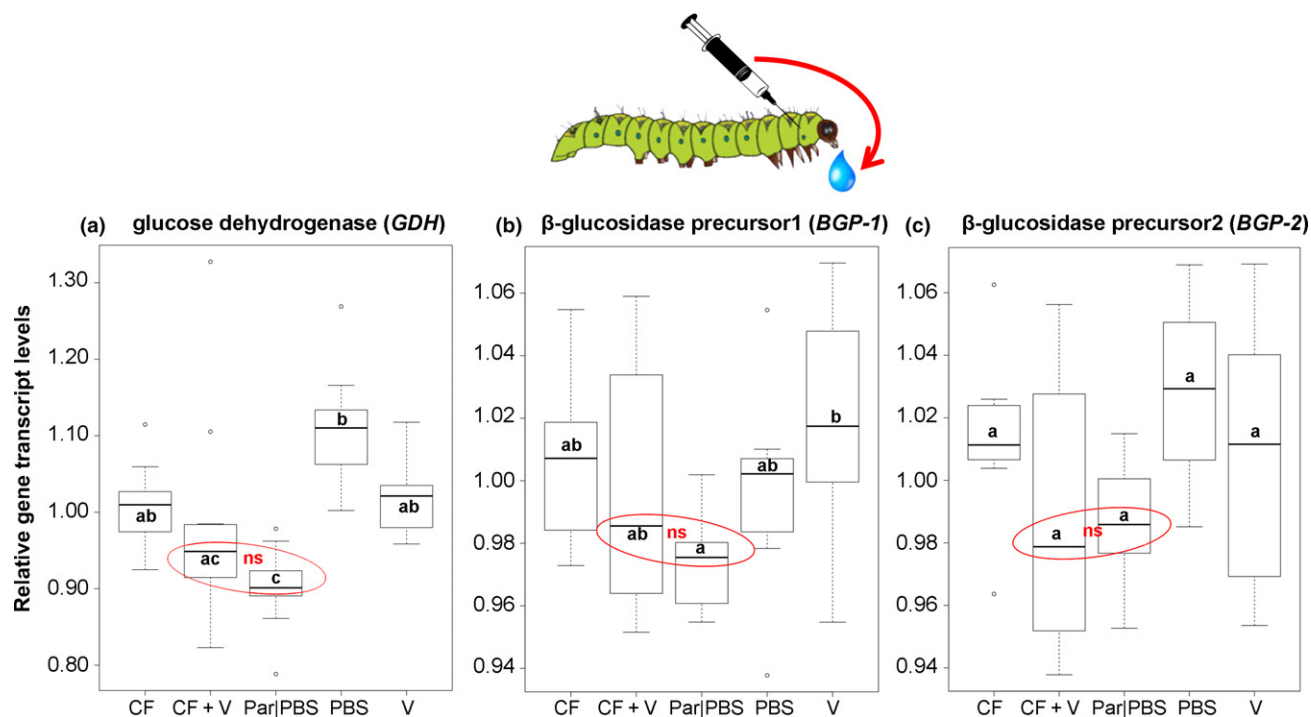 (a) glucose dehydrogenase (GDH)
(b) β-glucosidase precursor1 (BGP-1)
(c) β-glucosidase precursor2 (BGP-2)
Relative gene transcript levels
1.30
1.20
1.10
1.00
0.90
0.80
ab
ac
ns
c
b
ab
CF
CF + V
Par|PBS
PBS
V
1.06
1.04
1.02
1.00
0.98
0.96
0.94
ab
ab
ns
a
ab
b
CF
CF + V
Par|PBS
PBS
V
1.06
1.04
1.02
1.00
0.98
0.96
0.94
a
a
ns
a
a
a
CF
CF + V
Par|PBS
PBS
V